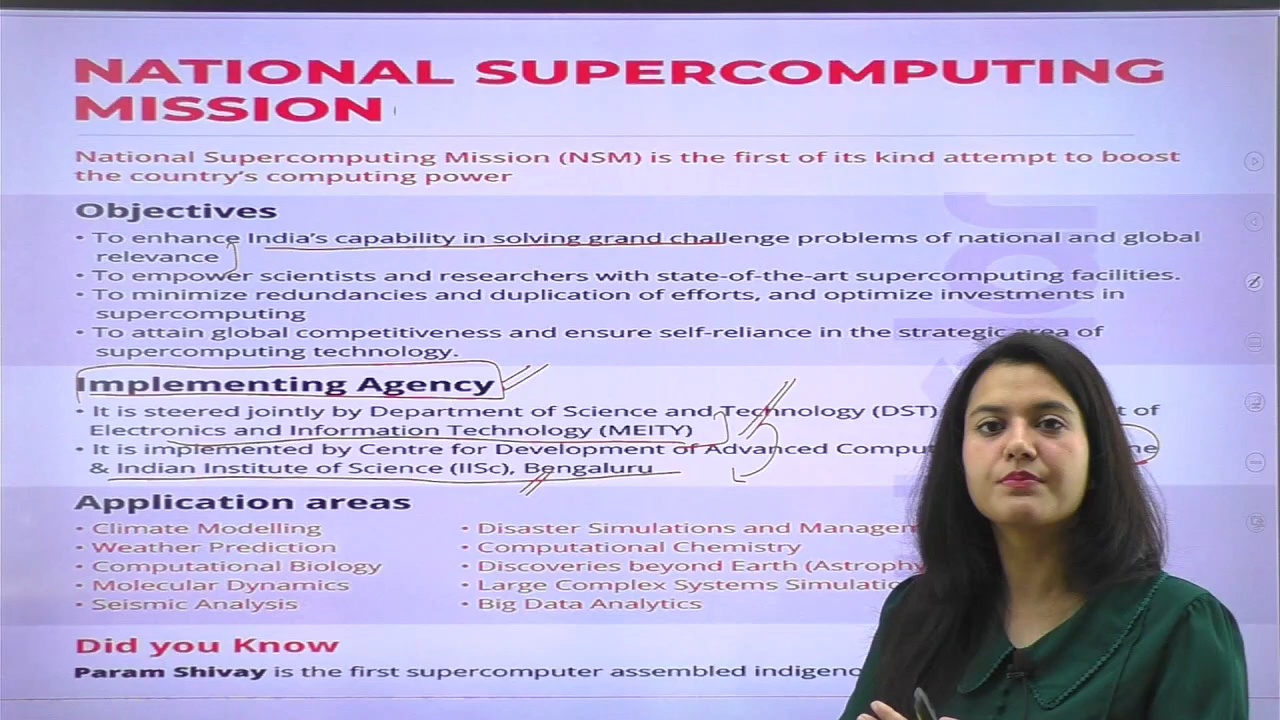 NATIONAL SUPERCOMPUTING
MISSION
National Supercomputing Mission (NSM) is the first of its kind attempt to boost
the country's computing power
Objectives
• To enhance India's capability in solving grand challenge problems of national and global
relevance
• To empower scientists and researchers with state-of-the-art supercomputing facilities.
• To minimize redundancies and duplication of efforts, and optimize investments in
supercomputing
• To attain global competitiveness and ensure self-reliance in the strategic area of
supercomputing technology.
Implementing Agency
• It is steered jointly by Department of Science and Technology (DST) of
Electronics and Information Technology (MEITY)
• It is implemented by Centre for Development of Advanced
& Indian Institute of Science (IISc), Bengaluru
Application areas
• Climate Modelling
• Weather Prediction
• Computational Biology
• Molecular Dynamics
• Seismic Analysis
• Disaster Simulations and
• Computational Chemistry
• Discoveries beyond Earth
• Large Complex Systems
• Big Data Analytics
Did you Know
Param Shivay is the first supercomputer assembled